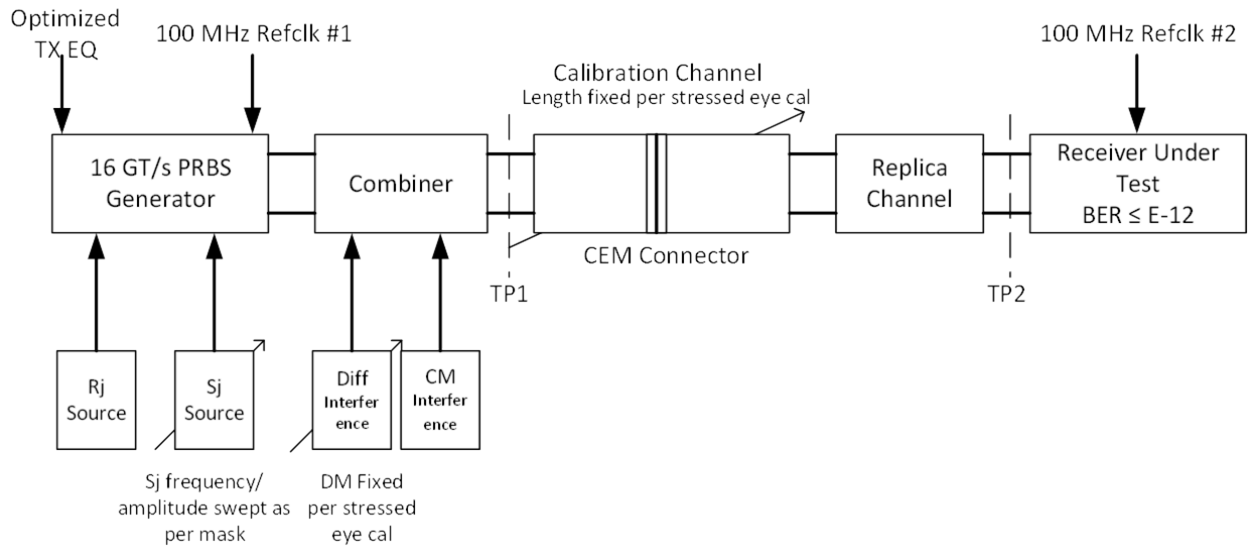 Optimized
TX EQ
100 MHz Refclk #1
100 MHz Refclk #2
Calibration Channel
Length fixed per stressed eye cal
16 GT/s PRBS
Generator
Combiner
Replica
Channel
Receiver Under
Test
BER ≤ E-12
CEM Connector
TP1
TP2
Rj
Source
Sj
Source
Diff
Interfer
ence
CM
Interfer
ence
Sj frequency/
amplitude swept as
per mask
DM Fixed
per stressed
eye cal